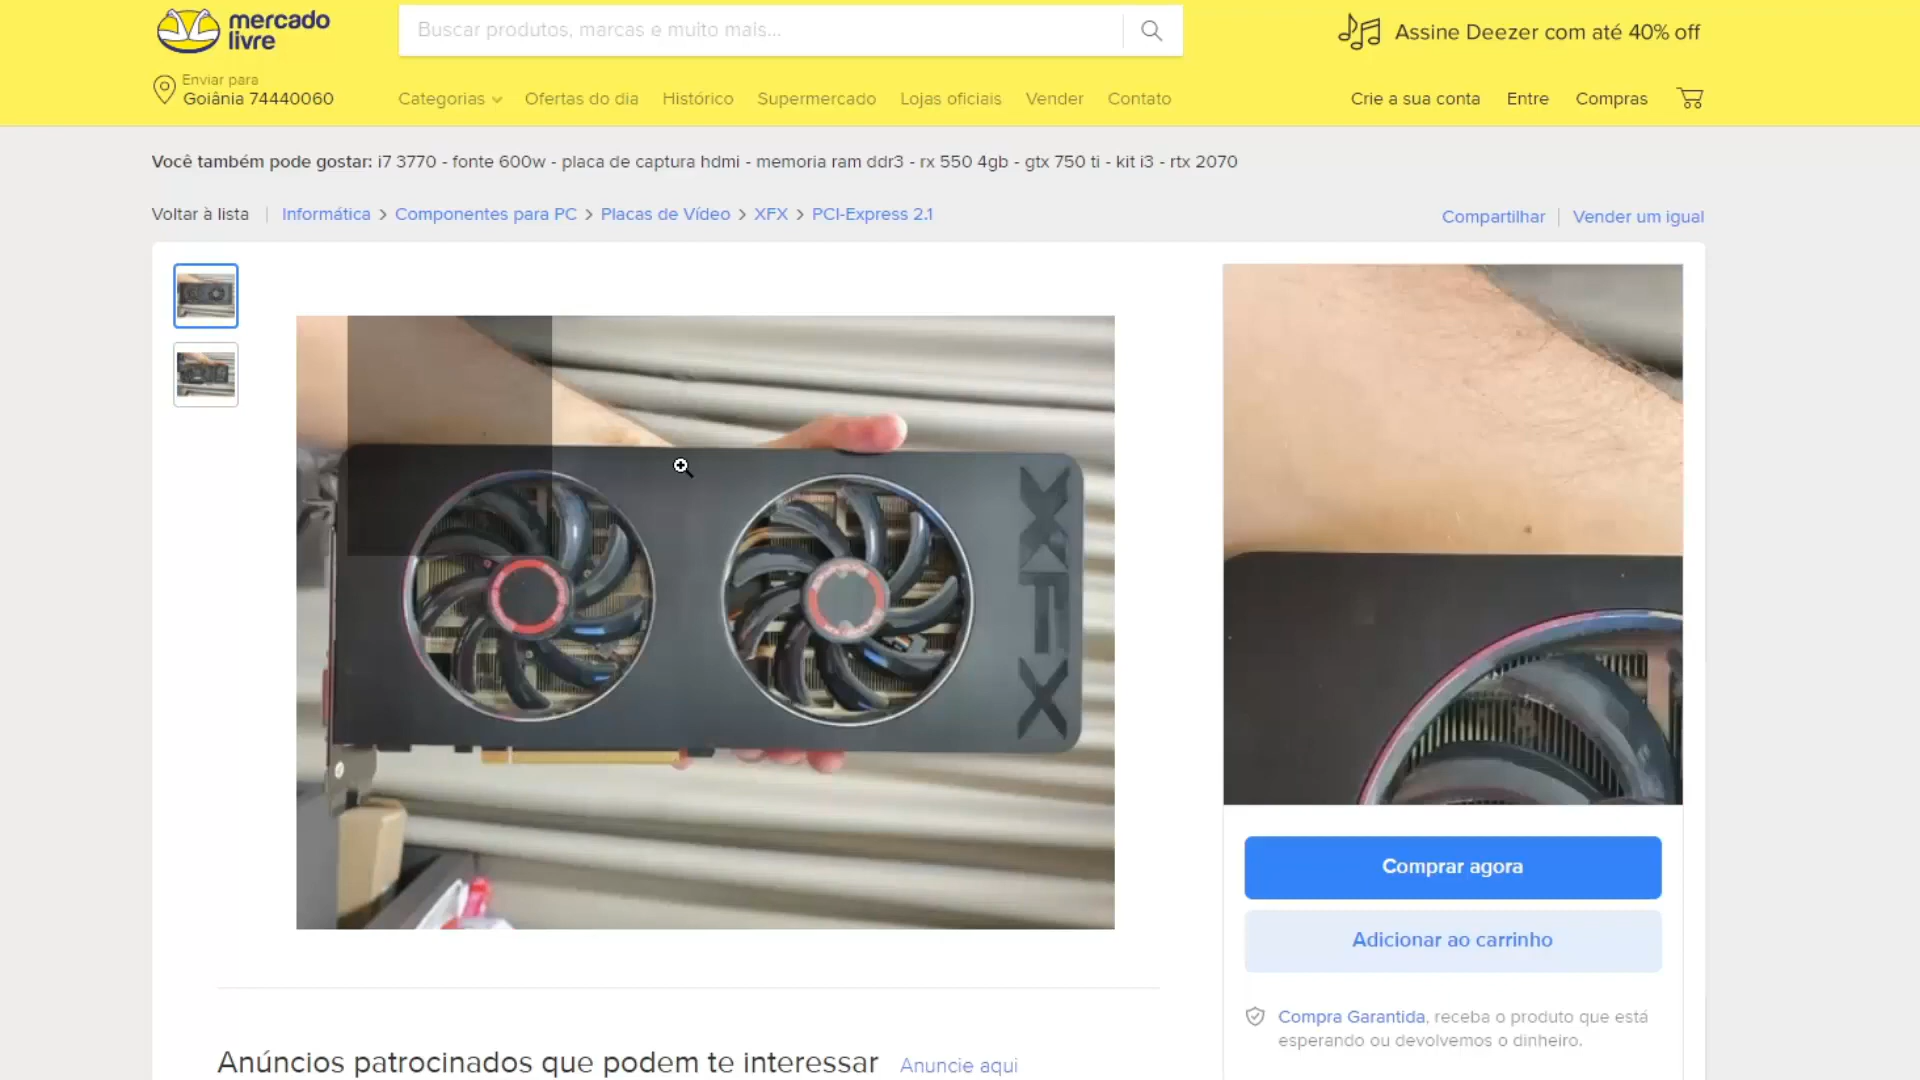 mercado
livre
Buscar produtos, marcas e muito mais...
Assine Deezer com até 40% off
Enviar para
Goiânia 74440060
Categorias
Ofertas do dia
Histórico
Supermercado
Lojas oficiais
Vender
Contato
Crie a sua conta
Entre
Compras
Você também pode gostar: i7 3770 - fonte 600w - placa de captura hdmi - memoria ram ddr3 - rx 550 4gb - gtx 750 ti - kit i3 - rtx 2070
Voltar à lista
Informática > Componentes para PC > Placas de Vídeo > XFX > PCI-Express 2.1
Compartilhar
Vender um igual
XFX
Comprar agora
Adicionar ao carrinho
Compra Garantida, receba o produto que está
esperando ou devolvemos o dinheiro.
Anúncios patrocinados que podem te interessar
Anuncie aqui